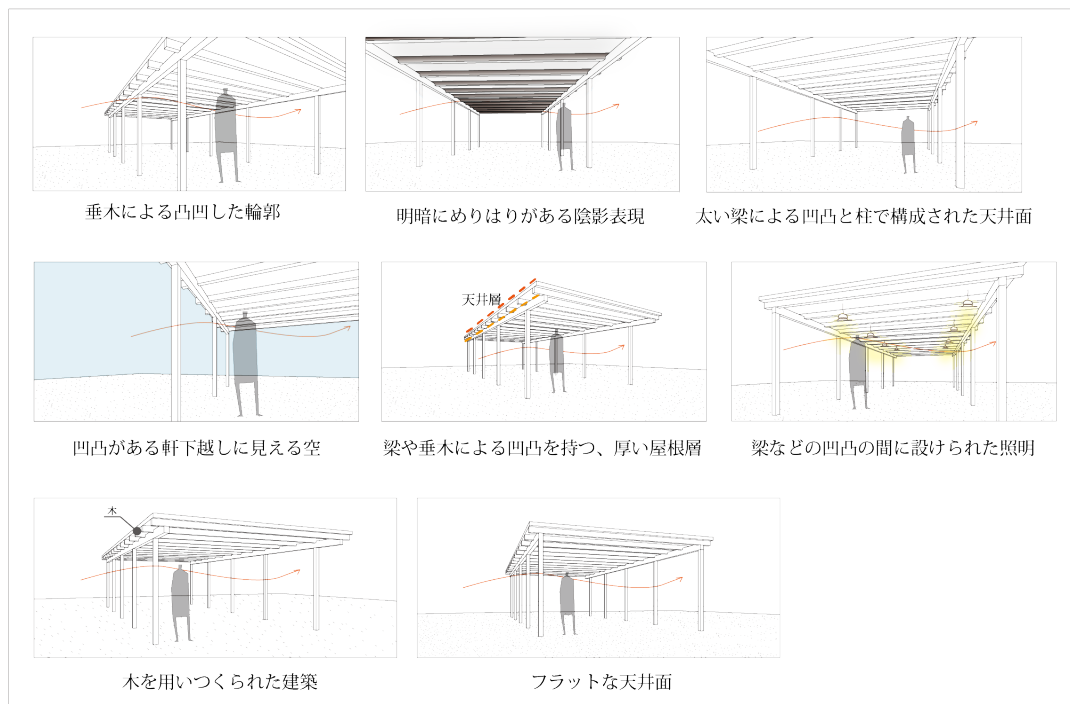 垂木による凸凹した輪郭
明暗にめりはりがある陰影表現
太い梁による凹凸と柱で構成された天井面
天井層
凹凸がある軒下越しに見える空
梁や垂木による凹凸を持つ、厚い屋根層
梁などの凹凸の間に設けられた照明
木
木を用いつくられた建築
フラットな天井面